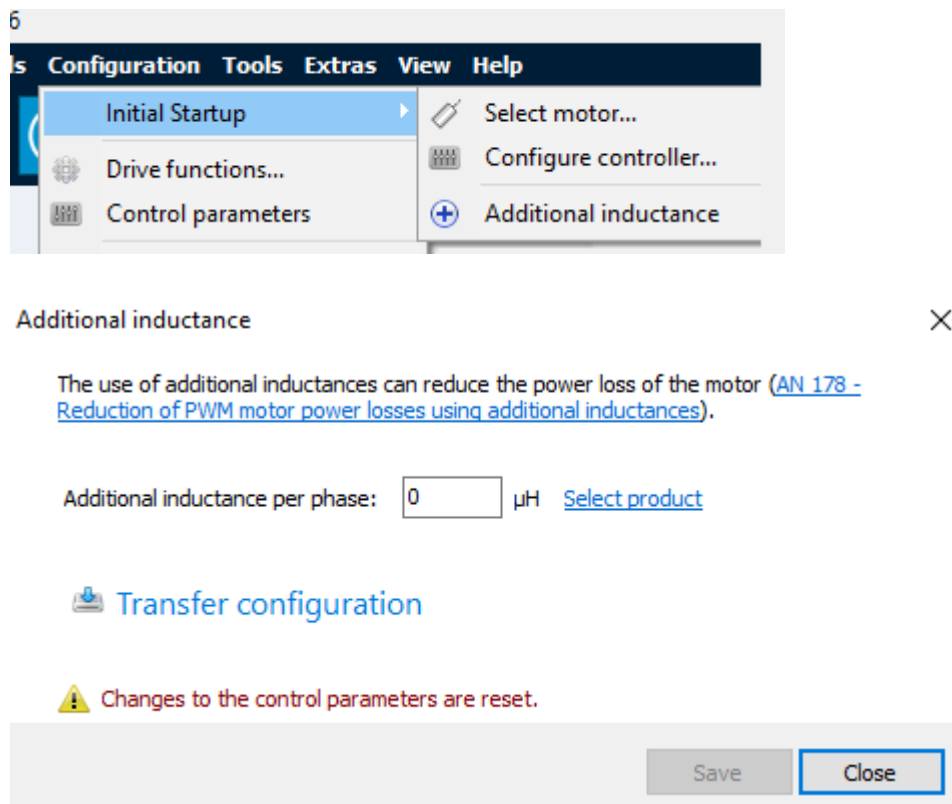 6
ls Configuration Tools Extras View Help
Initial Startup
Select motor...
Drive functions...
Configure controller...
Control parameters
Additional inductance
Additional inductance
The use of additional inductances can reduce the power loss of the motor (AN 178 -
Reduction of PWM motor power losses using additional inductances).
Additional inductance per phase: 0 µH Select product
Transfer configuration
Changes to the control parameters are reset.
Save Close